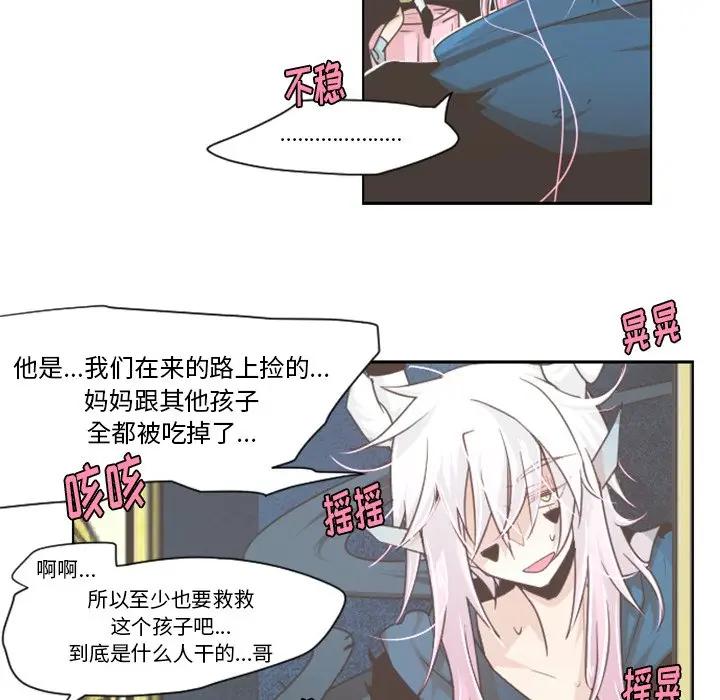 不稳
.....................
晃晃
他是...我们在来的路上捡的...
妈妈跟其他孩子
全都被吃掉了...
咳咳
摇摇
啊啊...
所以至少也要救救
这个孩子吧...
到底是什么人干的...哥
晃晃